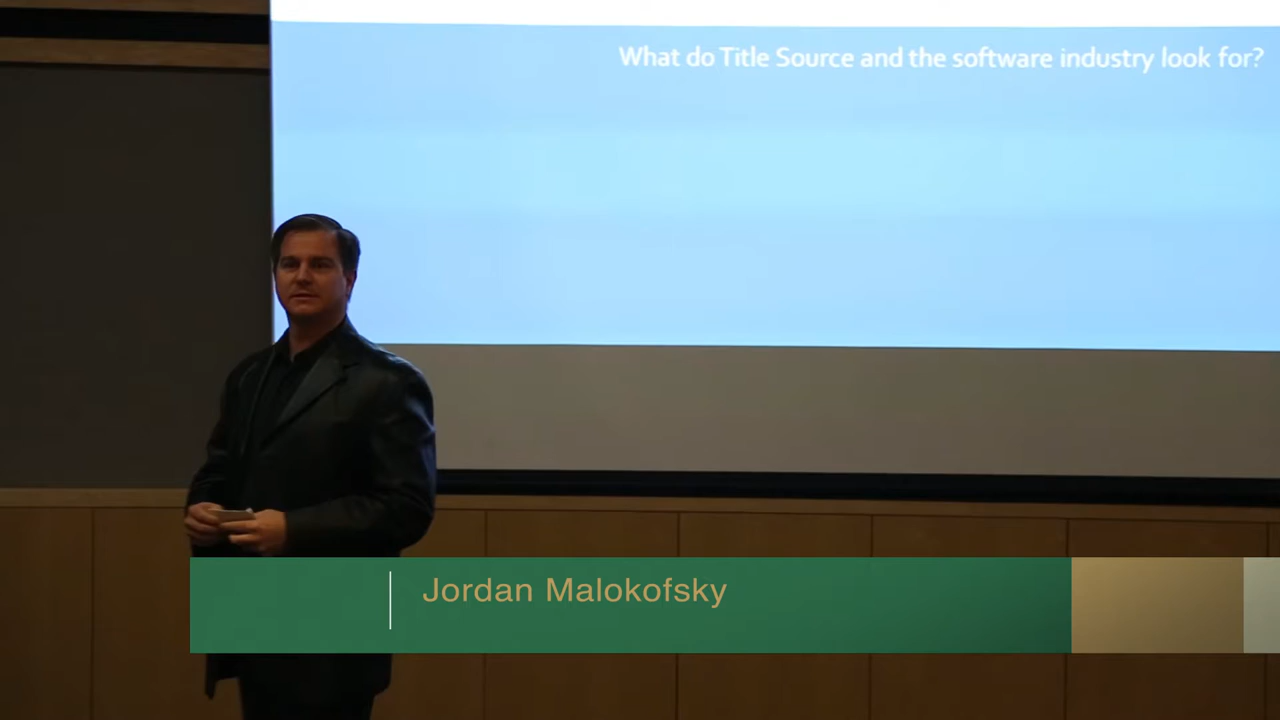 What do Title Source and the software industry look for?
Jordan Malokofsky